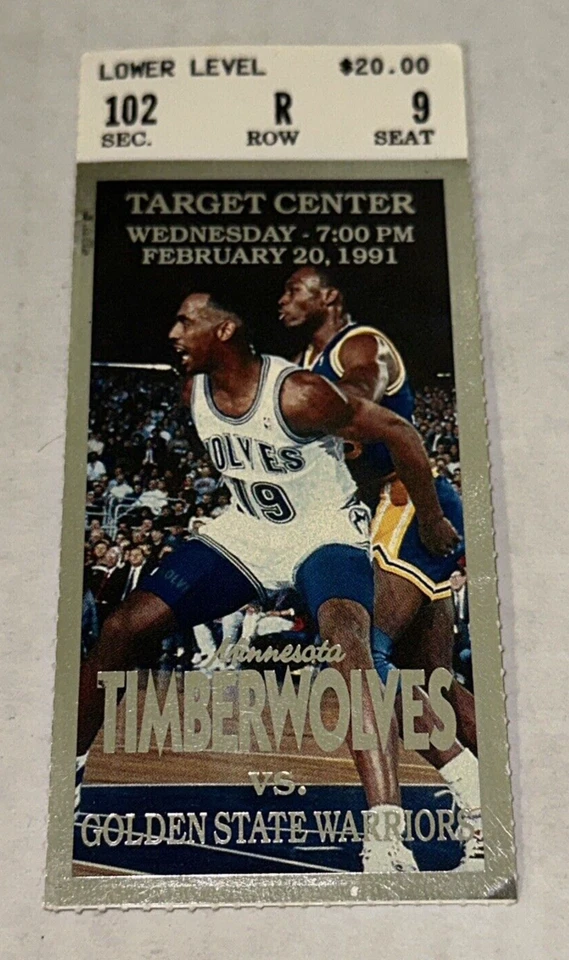 LOWER LEVEL $20.00
102 R 9
SEC. ROW SEAT
TARGET CENTER
WEDNESDAY - 7:00 PM
FEBRUARY 20, 1991
WOLVES
19
WOLV
Minnesota
TIMBERWOLVES
VS.
GOLDEN STATE WARRIORS